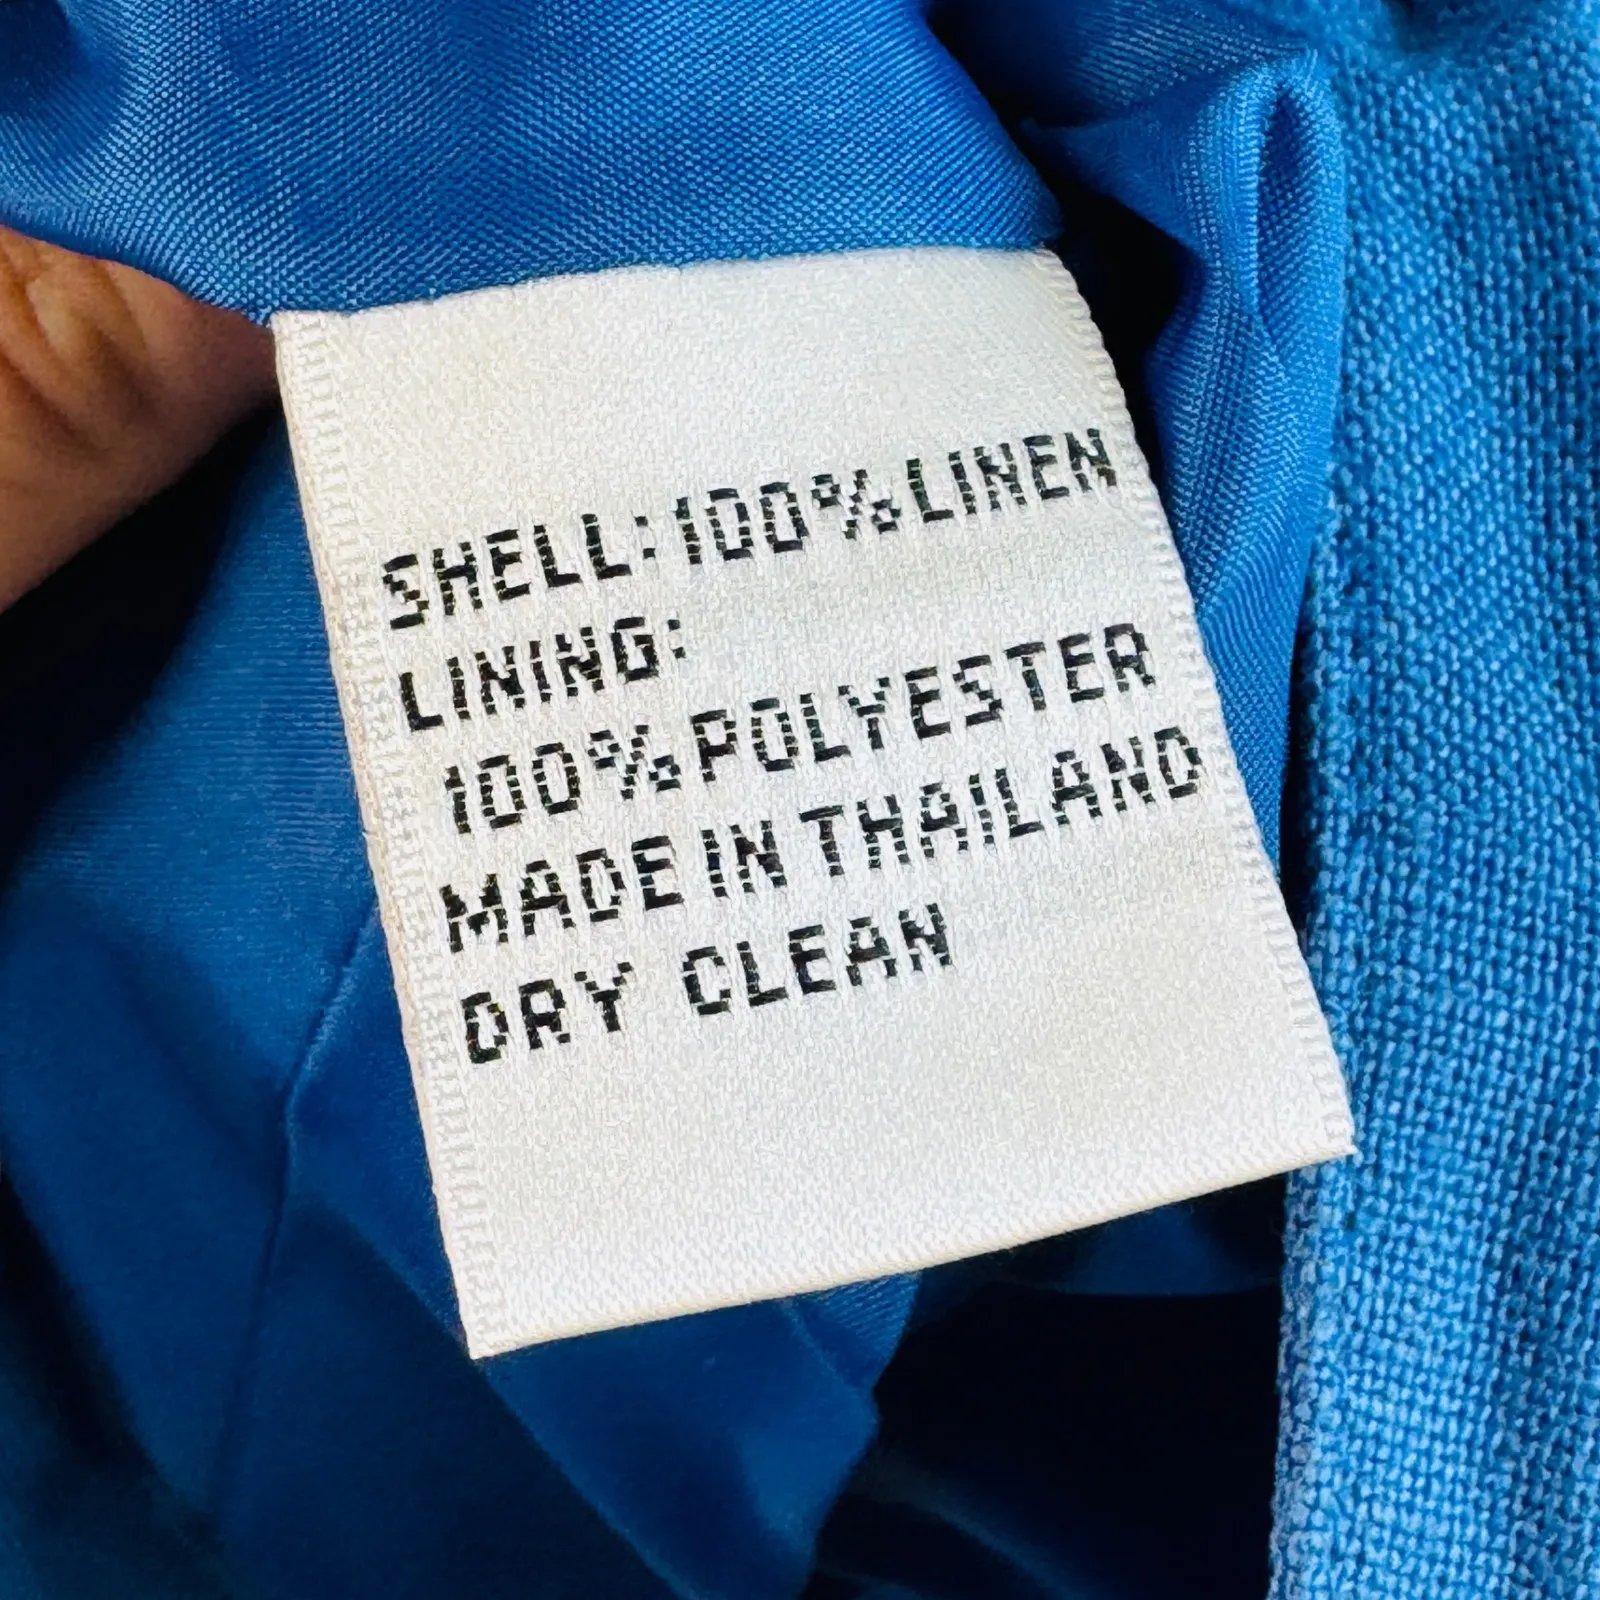 SHELL: 100% LINEN
LINING:
100% POLYESTER
MADE IN THAILAND
DRY CLEAN